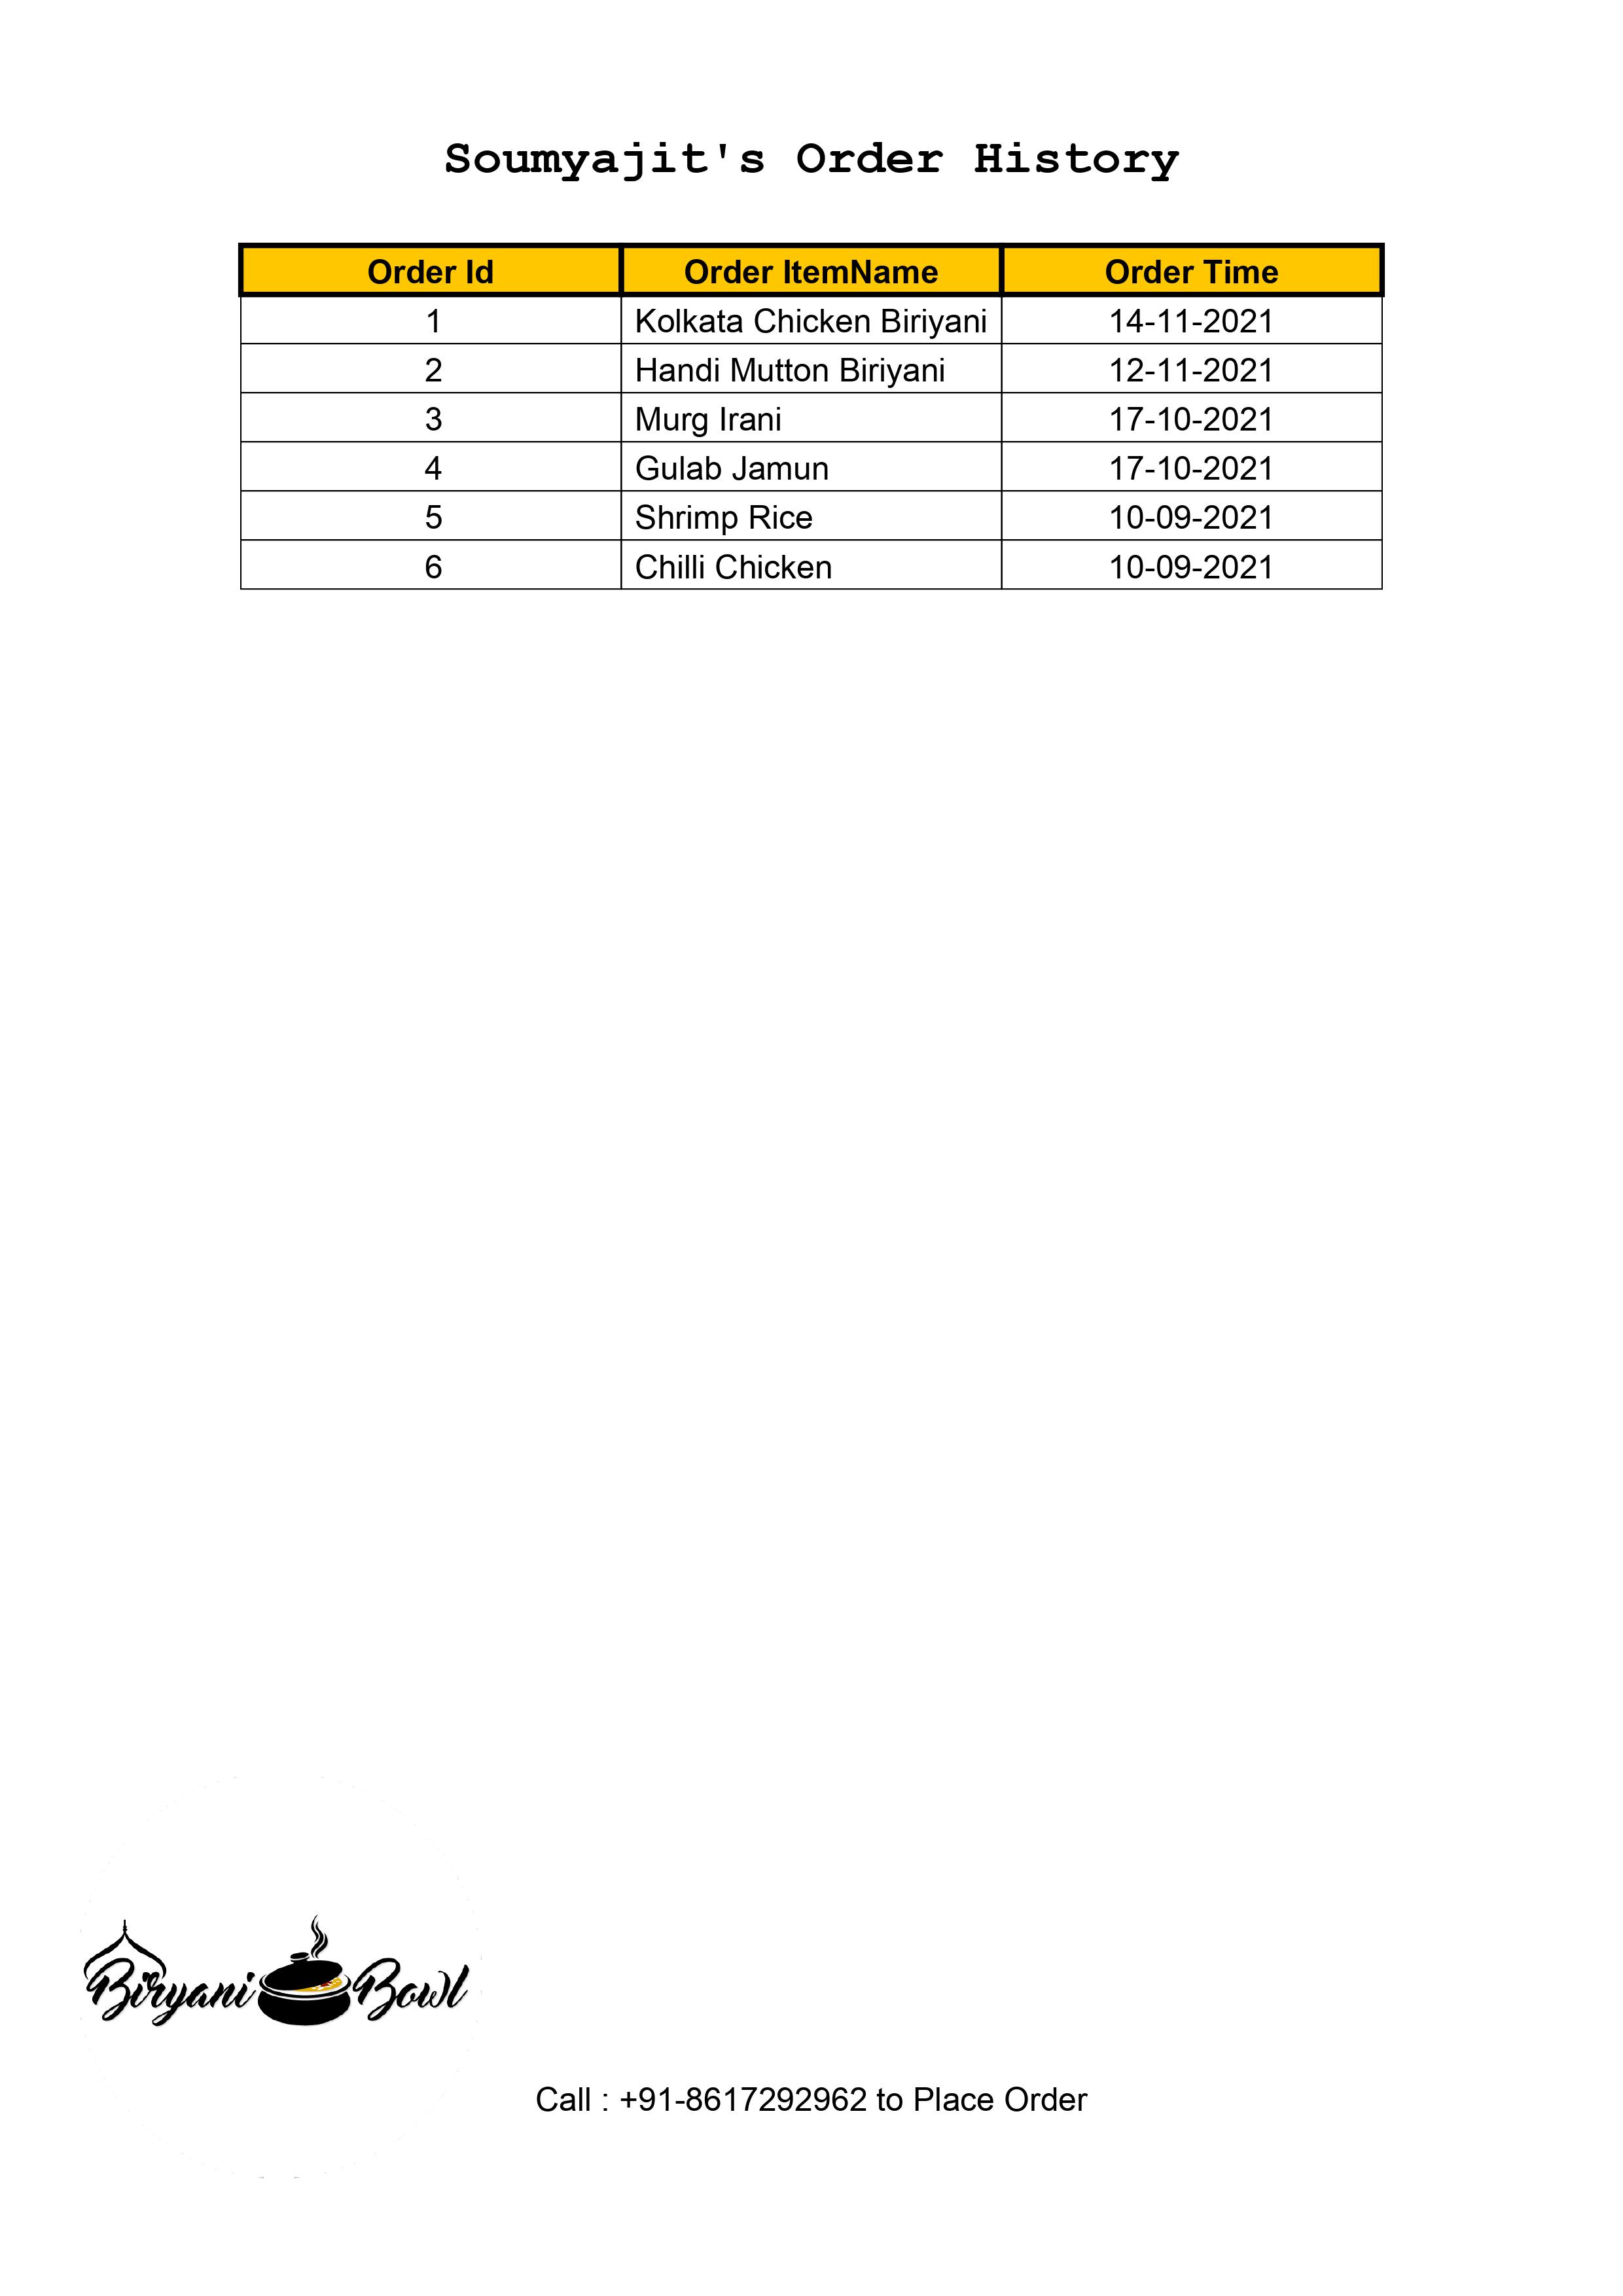 Soumyajit's Order History
Order Id Order ItemName Order Time
1 Kolkata Chicken Biriyani 14-11-2021
2 Handi Mutton Biriyani 12-11-2021
3 Murg Irani 17-10-2021
4 Gulab Jamun 17-10-2021
5 Shrimp Rice 10-09-2021
6 Chilli Chicken 10-09-2021
Biryani Bowl
Call : +91-8617292962 to Place Order